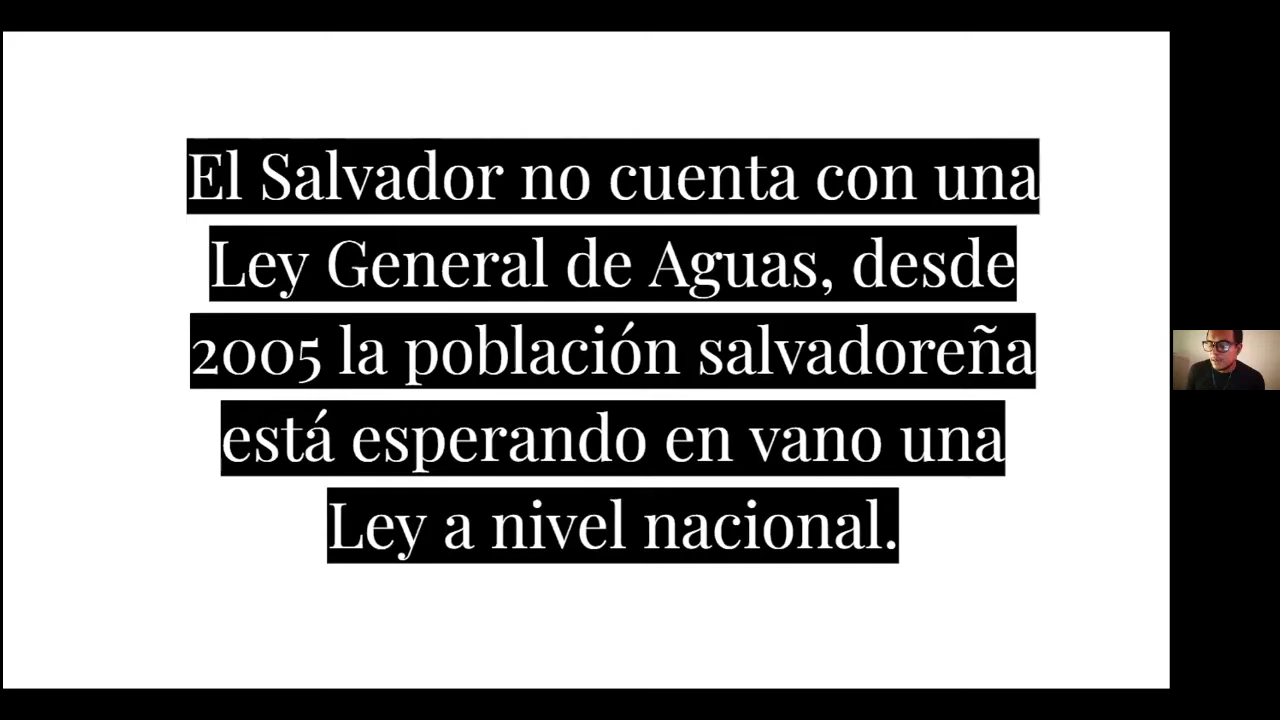 El Salvador no cuenta con una
Ley General de Aguas, desde
2005 la población salvadoreña
está esperando en vano una
Ley a nivel nacional.